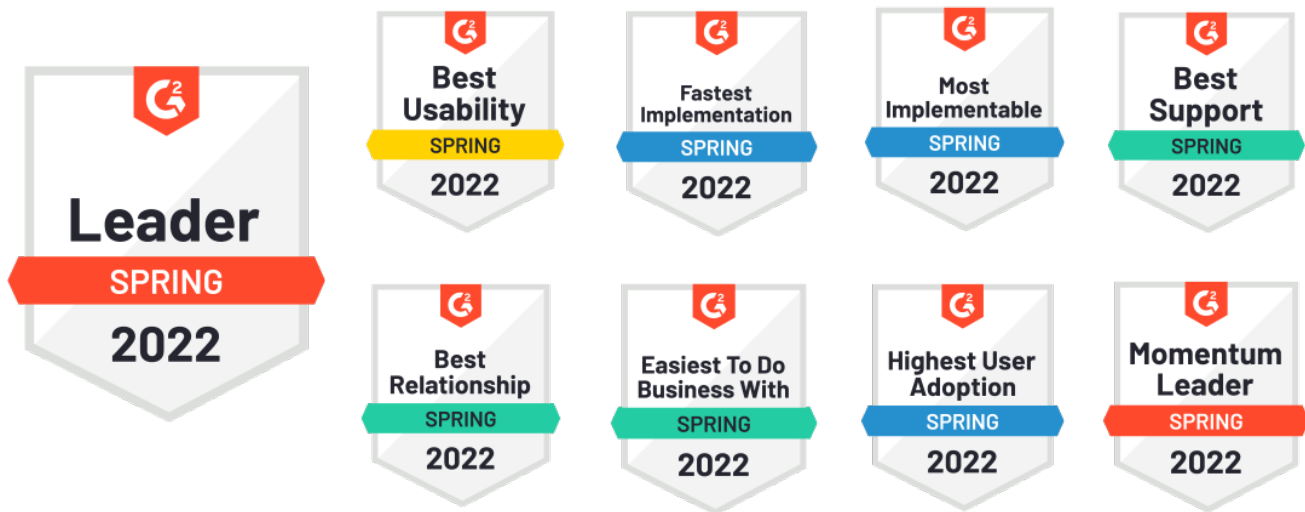 G2
Leader
SPRING
2022
G2
Best
Usability
SPRING
2022
G2
Fastest
Implementation
SPRING
2022
G2
Most
Implementable
SPRING
2022
G2
Best
Support
SPRING
2022
G2
Best
Relationship
SPRING
2022
G2
Easiest To Do
Business With
SPRING
2022
G2
Highest User
Adoption
SPRING
2022
G2
Momentum
Leader
SPRING
2022